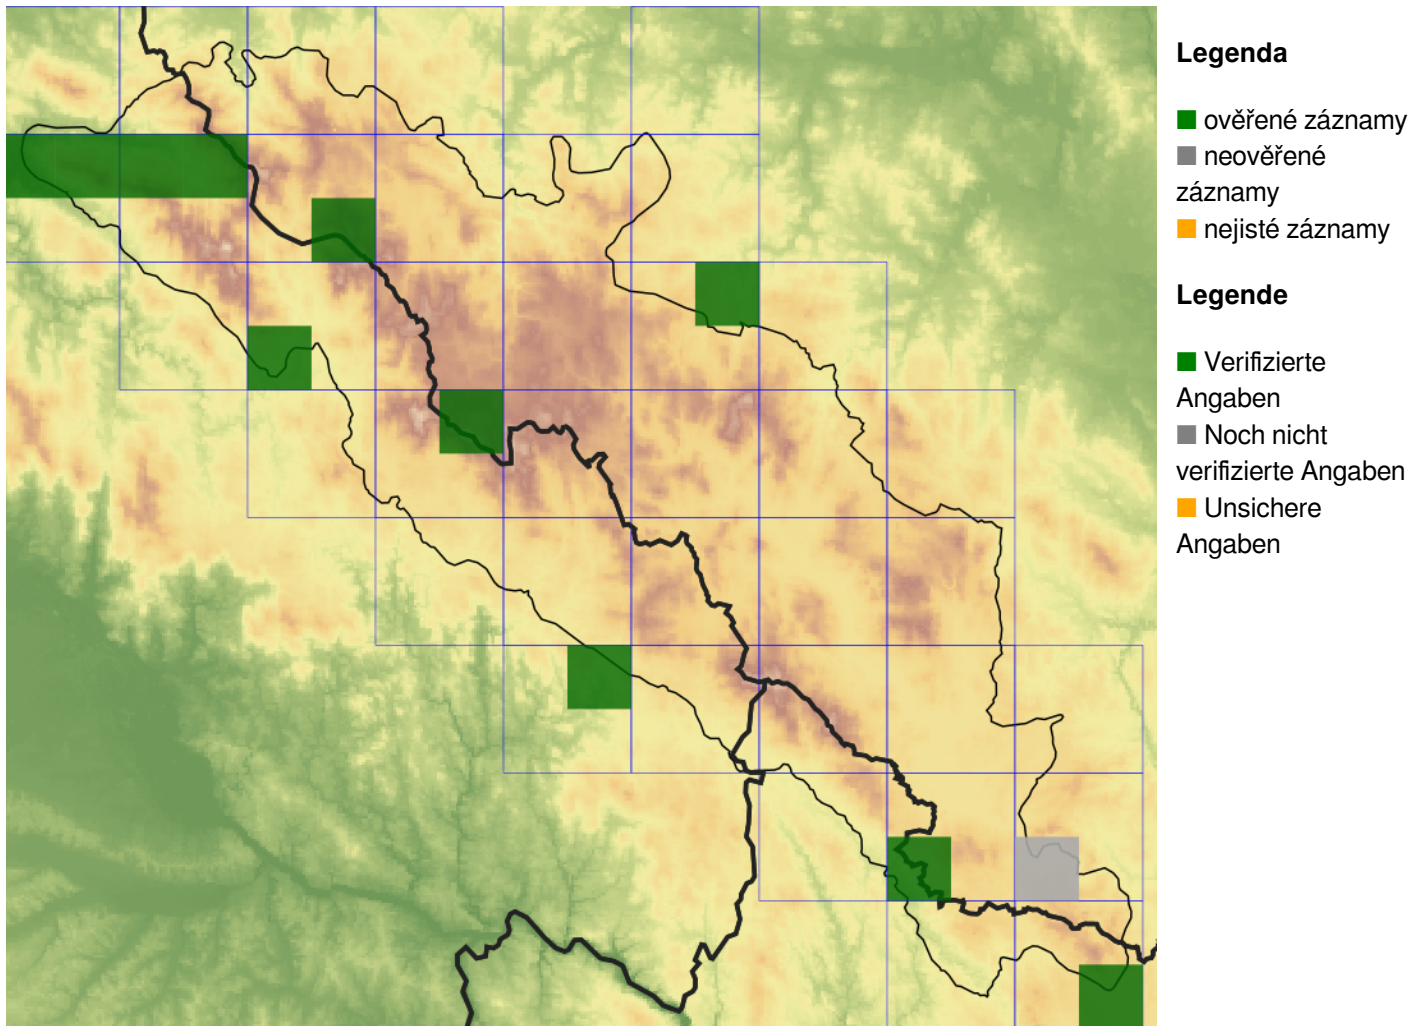 Legenda
ověřené záznamy
neověřené
záznamy
nejisté záznamy
Legende
Verifizierte
Angaben
Noch nicht
verifizierte Angaben
Unsichere
Angaben